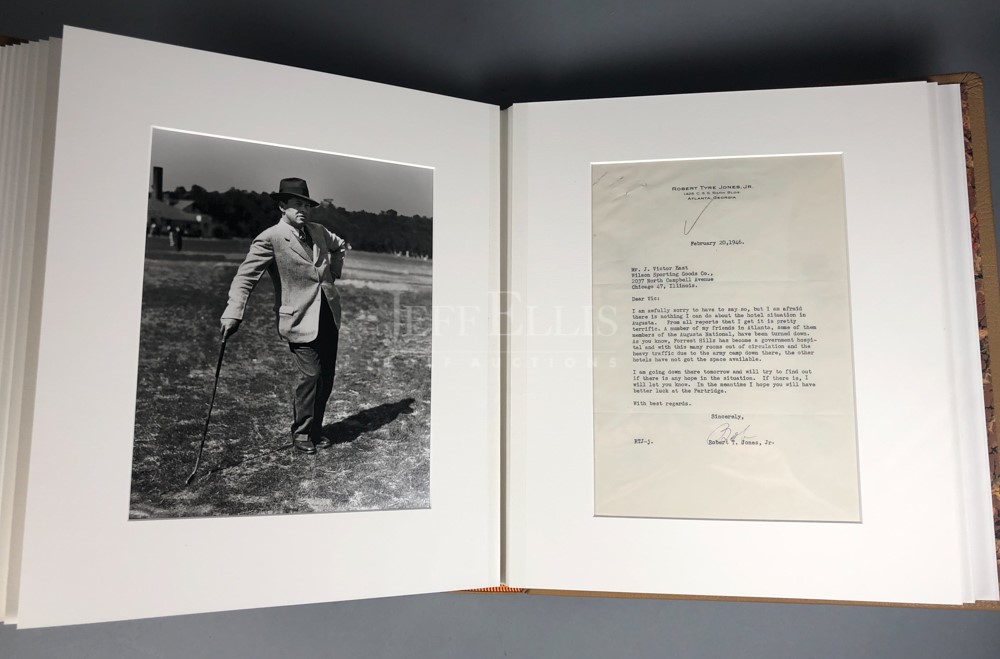 JEFF ELLIS
AUCTIONS
ROBERT TYRE JONES, JR.
ATLANTA, GEORGIA
February 20,1946.
Mr. J. Victor East
Wilson Sporting Goods Co.,
2037 North Campbell Avenue
Chicago 47, Illinois.
Dear Vic:
I am awfully sorry to have to say so, but I am afraid
there is nothing I can do about the hotel situation in
Augusta. From all reports that I get it is pretty
terrific. A number of my friends in Atlanta, some of them
members of the Augusta National, have been turned down.
As you know, Forrest Hills has become a government hospi-
tal and with this many rooms out of circulation and the
heavy traffic due to the army camp down there, the other
hotels have not got the space available.
I am going down there tomorrow and will try to find out
if there is any hope in the situation. If there is, I
will let you know. In the meantime I hope you will have
better luck at the Partridge.
With best regards.
Sincerely,
Bob
RTJ-j.
Robert T. Jones, Jr.